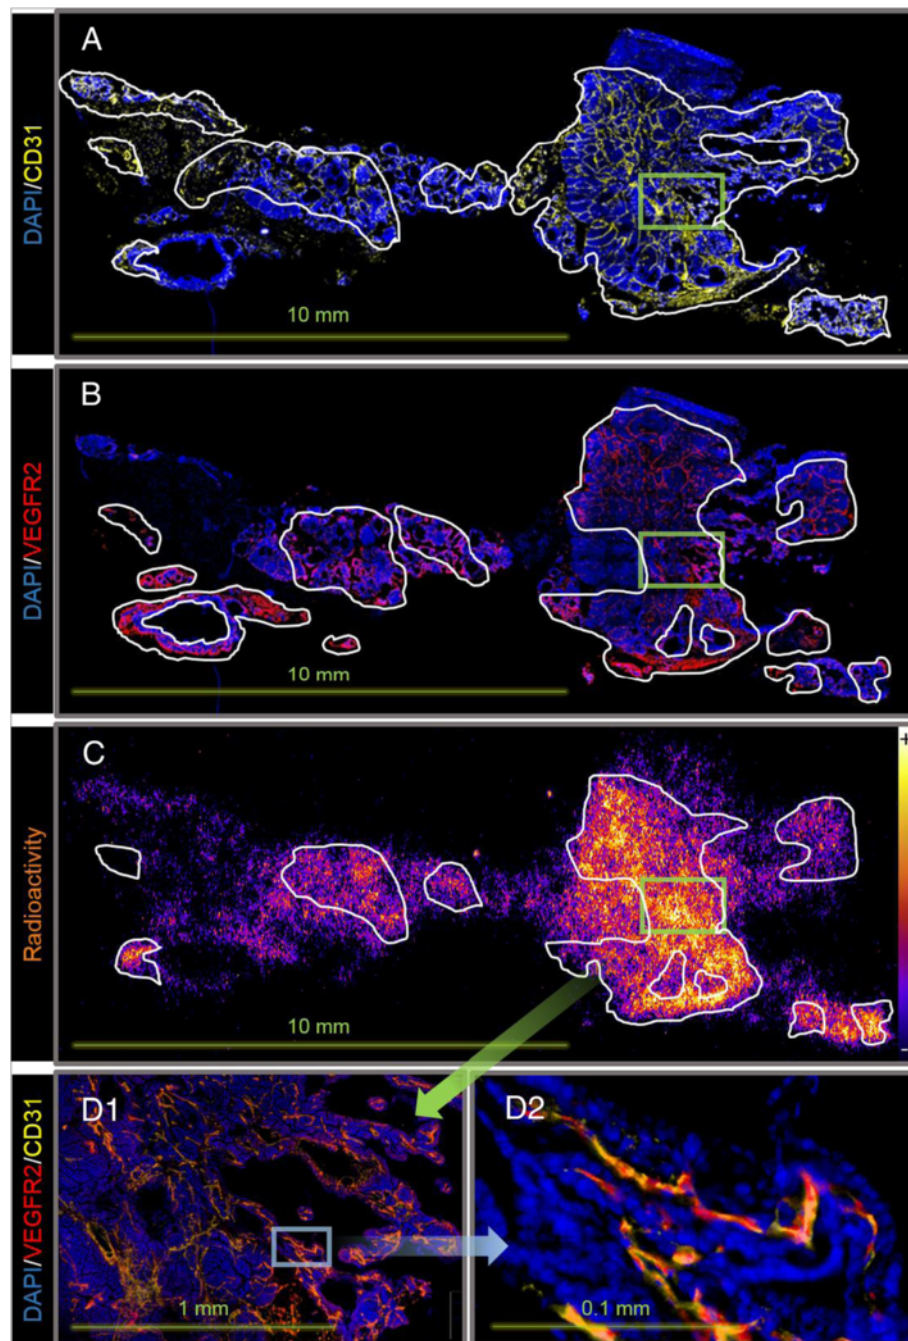 A
DAPI/CD31
10 mm
B
DAPI/VEGFR2
10 mm
C
+
Radioactivity
10 mm
-
D1
D2
DAPI/VEGFR2/CD31
1 mm
0.1 mm